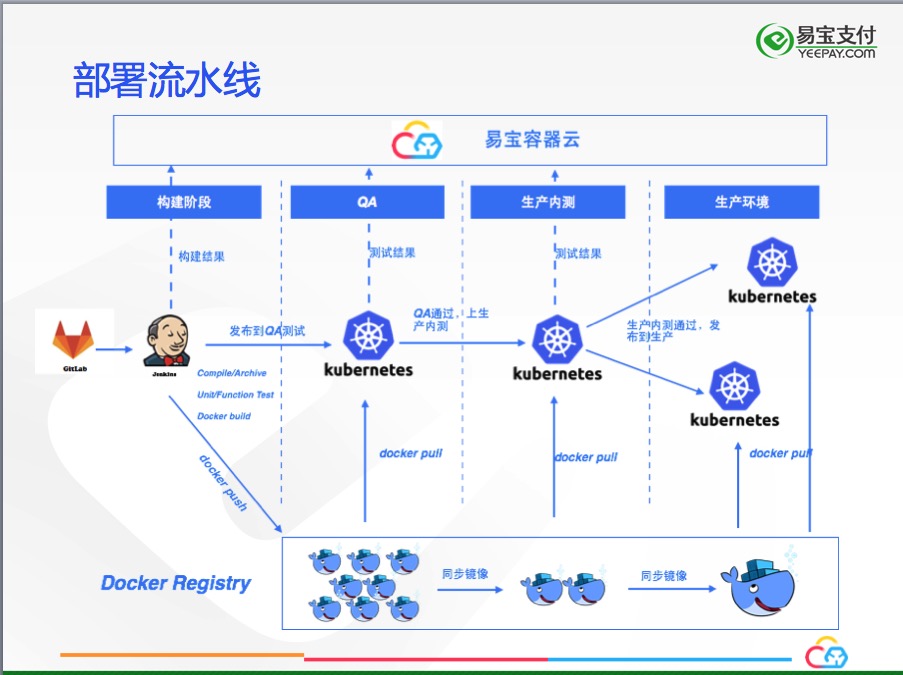 易宝支付
YEEPAY.COM
部署流水线
易宝容器云
构建阶段
QA
生产内测
生产环境
构建结果
测试结果
测试结果
kubernetes
GitLab
Jenkins
发布到QA测试
kubernetes
QA通过，上生
产内测
kubernetes
生产内测通过，发
布到生产
kubernetes
Compile/Archive
Unit/Function Test
Docker build
docker push
docker pull
docker pull
docker pull
Docker Registry
同步镜像
同步镜像